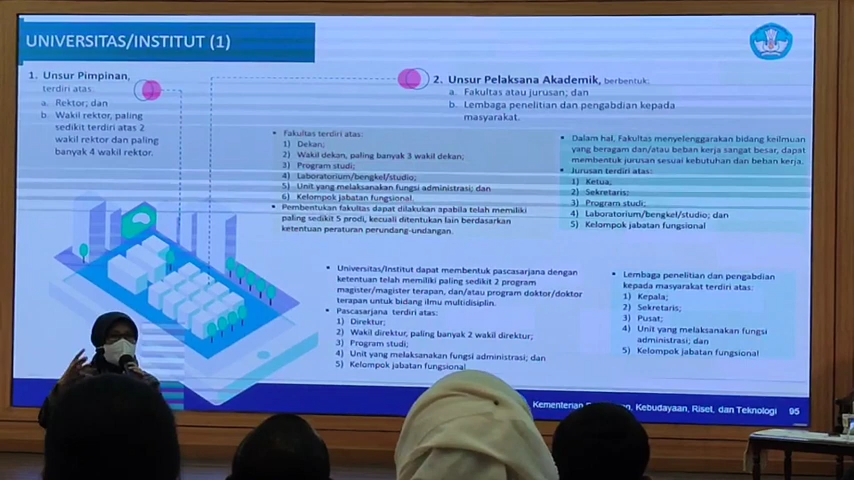 UNIVERSITAS/INSTITUT (1)
1. Unsur Pimpinan,
terdiri atas:
a. Rektor; dan
b. Wakil rektor, paling
sedikit terdiri atas 2
wakil rektor dan paling
banyak 4 wakil rektor.
2. Unsur Pelaksana Akademik, berbentuk:
a. Fakultas atau jurusan; dan
b. Lembaga penelitian dan pengabdian kepada
masyarakat.
• Fakultas terdiri atas:
1) Dekan;
2) Wakil dekan, paling banyak 3 wakil dekan;
3) Program studi;
4) Laboratorium/bengkel/studio;
5) Unit yang melaksanakan fungsi administrasi; dan
6) Kelompok jabatan fungsional.
• Pembentukan fakultas dapat dilakukan apabila telah memiliki
paling sedikit 5 prodi, kecuali ditentukan lain berdasarkan
ketentuan peraturan perundang-undangan.
• Dalam hal, Fakultas menyelenggarakan bidang keilmuan
yang beragam dan/atau beban kerja sangat besar, dapat
membentuk jurusan sesuai kebutuhan dan beban kerja.
• Jurusan terdiri atas:
1) Ketua;
2) Sekretaris;
3) Program studi;
4) Laboratorium/bengkel/studio; dan
5) Kelompok jabatan fungsional
• Universitas/Institut dapat membentuk pascasarjana dengan
ketentuan telah memiliki paling sedikit 2 program
magister/magister terapan, dan/atau program doktor/doktor
terapan untuk bidang ilmu multidisiplin.
• Pascasarjana terdiri atas:
1) Direktur;
2) Wakil direktur, paling banyak 2 wakil direktur;
3) Program studi;
4) Unit yang melaksanakan fungsi administrasi; dan
5) Kelompok jabatan fungsional
• Lembaga penelitian dan pengabdian
kepada masyarakat terdiri atas:
1) Kepala;
2) Sekretaris;
3) Pusat;
4) Unit yang melaksanakan fungsi
administrasi; dan
5) Kelompok jabatan fungsional
Kementerian Kebudayaan, Riset, dan Teknologi 95